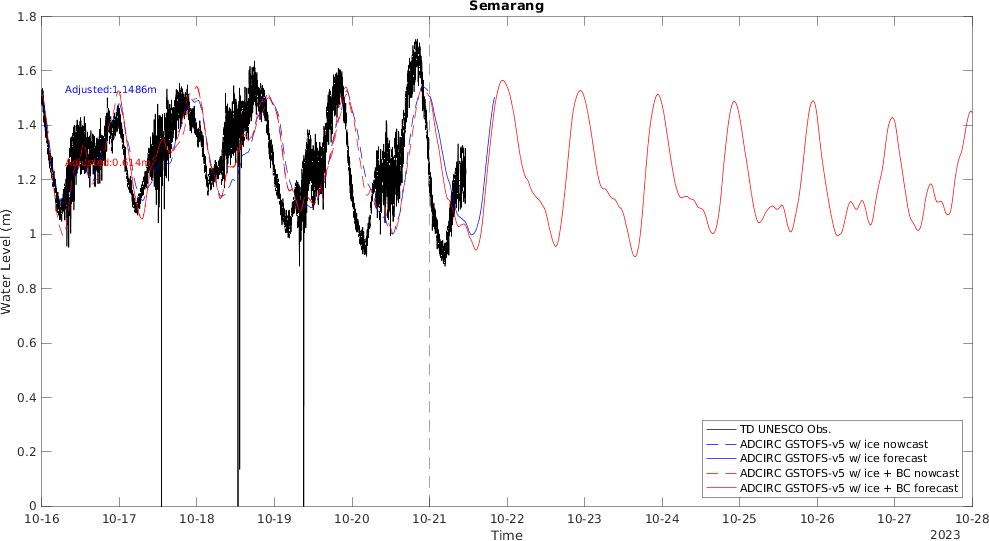 Semarang
1.8
1.6
1.4
1.2
1
0.8
0.6
0.4
0.2
0
Water Level (m)
Adjusted:1.1486m
Adjusted:0.614m
TD UNESCO Obs.
ADCIRC GSTOFS-v5 w/ ice nowcast
ADCIRC GSTOFS-v5 w/ ice forecast
ADCIRC GSTOFS-v5 w/ ice + BC nowcast
ADCIRC GSTOFS-v5 w/ ice + BC forecast
10-16 10-17 10-18 10-19 10-20 10-21 10-22 10-23 10-24 10-25 10-26 10-27 10-28
Time
2023